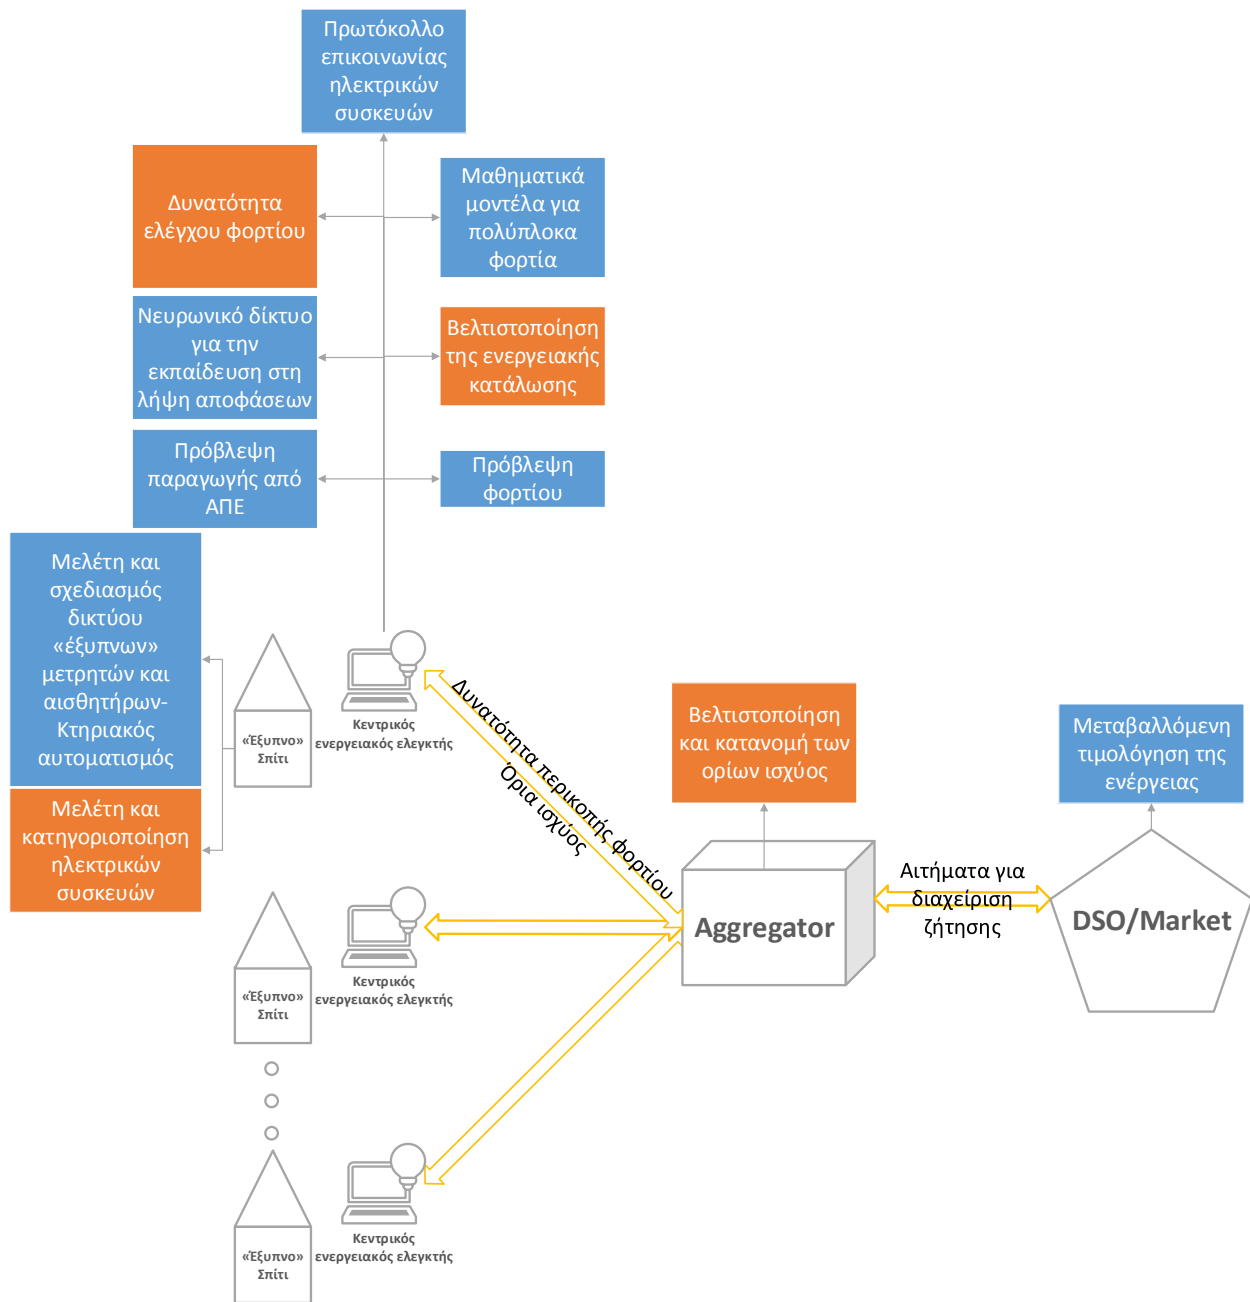 Πρωτόκολλο
επικοινωνίας
ηλεκτρικών
συσκευών
Δυνατότητα
ελέγχου φορτίου
Μαθηματικά
μοντέλα για
πολύπλοκα
φορτία
Νευρωνικό δίκτυο
για την
εκπαίδευση στη
λήψη αποφάσεων
Βελτιστοποίηση
της ενεργειακής
κατάλωσης
Πρόβλεψη
παραγωγής από
ΑΠΕ
Πρόβλεψη
φορτίου
Μελέτη και
σχεδιασμός
δικτύου
«έξυπνων»
μετρητών και
αισθητήρων-
Κτηριακός
αυτοματισμός
Μελέτη και
κατηγοριοποίηση
ηλεκτρικών
συσκευών
«Έξυπνο»
Σπίτι
Κεντρικός
ενεργειακός ελεγκτής
Δυνατότητα περικοπής φορτίου
Όρια ισχύος
Βελτιστοποίηση
και κατανομή των
ορίων ισχύος
Μεταβαλλόμενη
τιμολόγηση της
ενέργειας
Aggregator
Αιτήματα για
διαχείριση
ζήτησης
DSO/Market
«Έξυπνο»
Σπίτι
Κεντρικός
ενεργειακός ελεγκτής
«Έξυπνο»
Σπίτι
Κεντρικός
ενεργειακός ελεγκτής